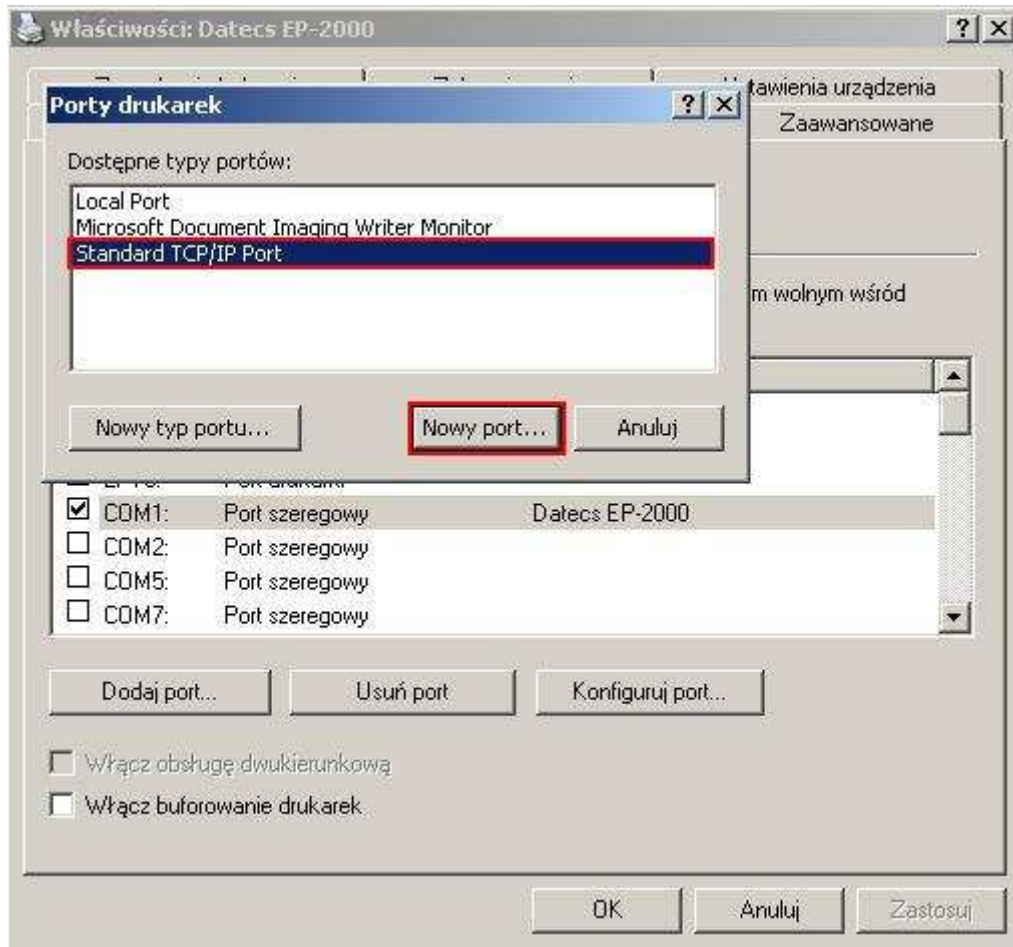 Właściwości: Datecs EP-2000
tawienia urządzenia
Zaawansowane
Porty drukarek
Dostępne typy portów:
Local Port
Microsoft Document Imaging Writer Monitor
Standard TCP/IP Port
m wolnym wśród
Nowy typ portu...
Nowy port...
Anuluj
COM1: Port szeregowy Datecs EP-2000
COM2: Port szeregowy
COM5: Port szeregowy
COM7: Port szeregowy
Dodaj port...
Usuń port
Konfiguruj port...
Włącz obsługę dwukierunkową
Włącz buforowanie drukarek
OK
Anuluj
Zastosuj